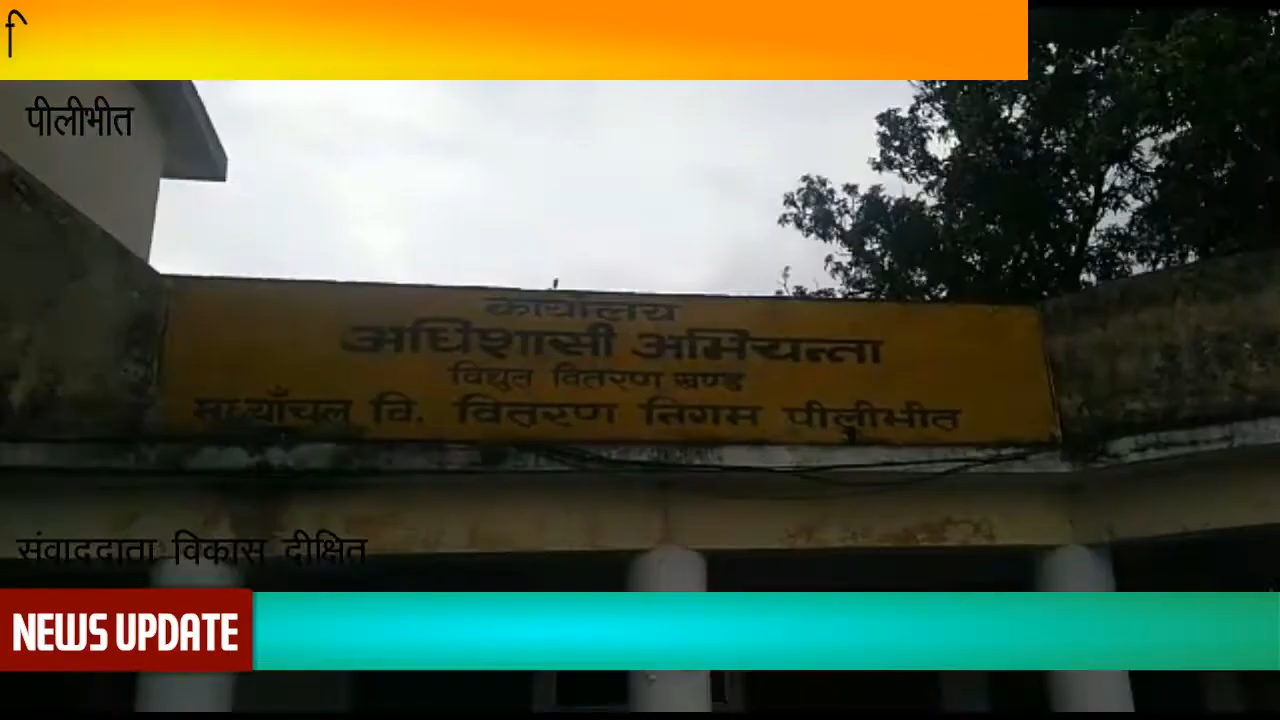 ि
पीलीभीत
कार्यालय
अधिशासी अभियन्ता
विद्युत वितरण खण्ड
मध्याँचल वि. वितरण निगम पीलीभीत
संवाददाता विकास दीक्षित
NEWS UPDATE